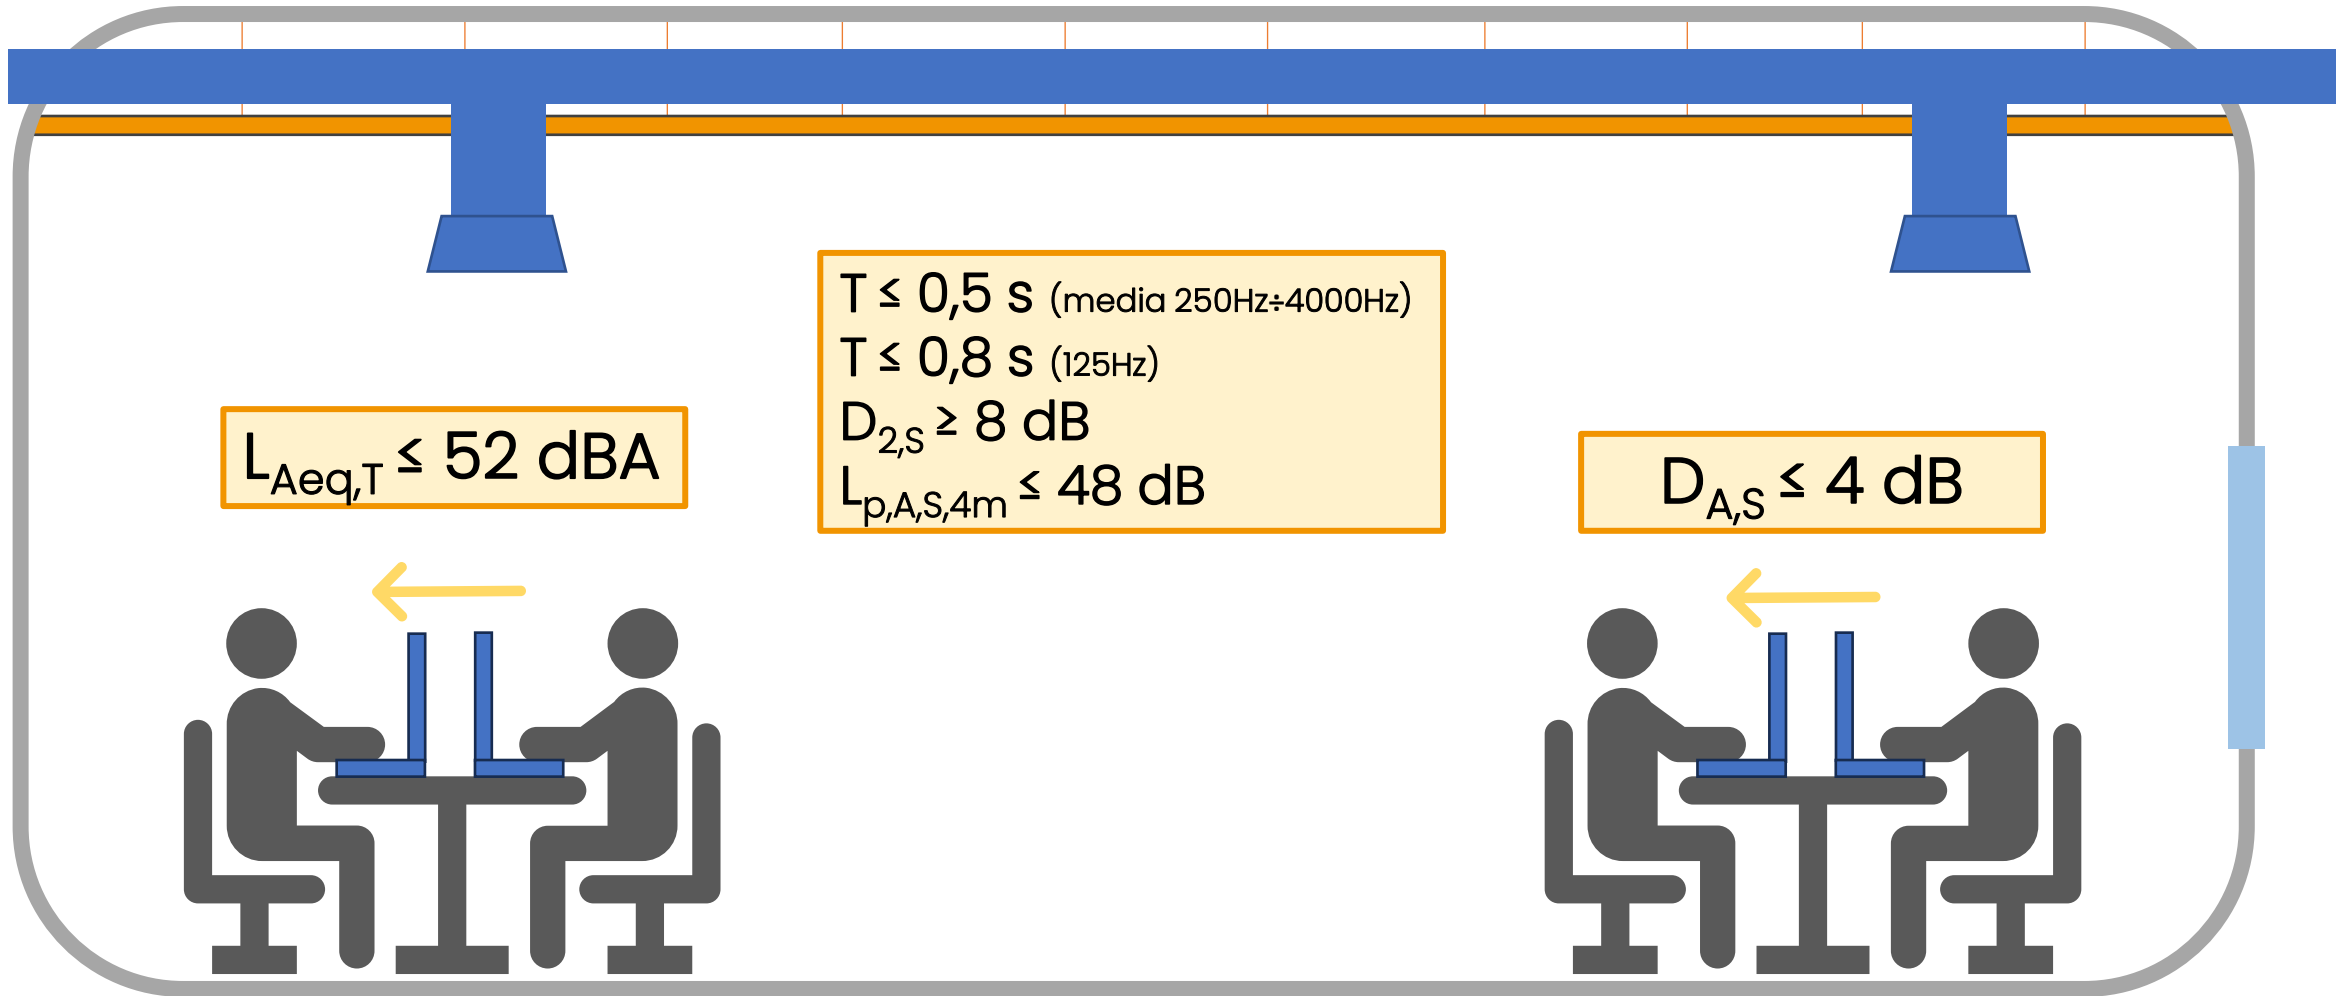 T ≤ 0,5 s (media 250Hz÷4000Hz)
T ≤ 0,8 s (125Hz)
D2,S ≥ 8 dB
Lp,A,S,4m ≤ 48 dB
LAeq,T ≤ 52 dBA
DA,S ≤ 4 dB